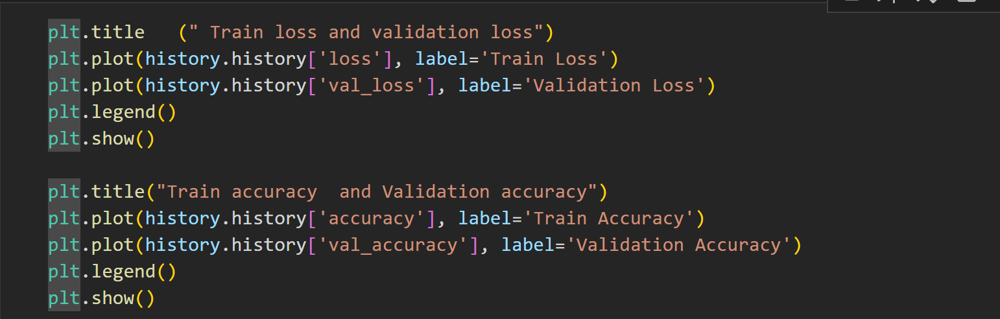 plt.title   (" Train loss and validation loss")
plt.plot(history.history['loss'], label='Train Loss')
plt.plot(history.history['val_loss'], label='Validation Loss')
plt.legend()
plt.show()

plt.title("Train accuracy  and Validation accuracy")
plt.plot(history.history['accuracy'], label='Train Accuracy')
plt.plot(history.history['val_accuracy'], label='Validation Accuracy')
plt.legend()
plt.show()